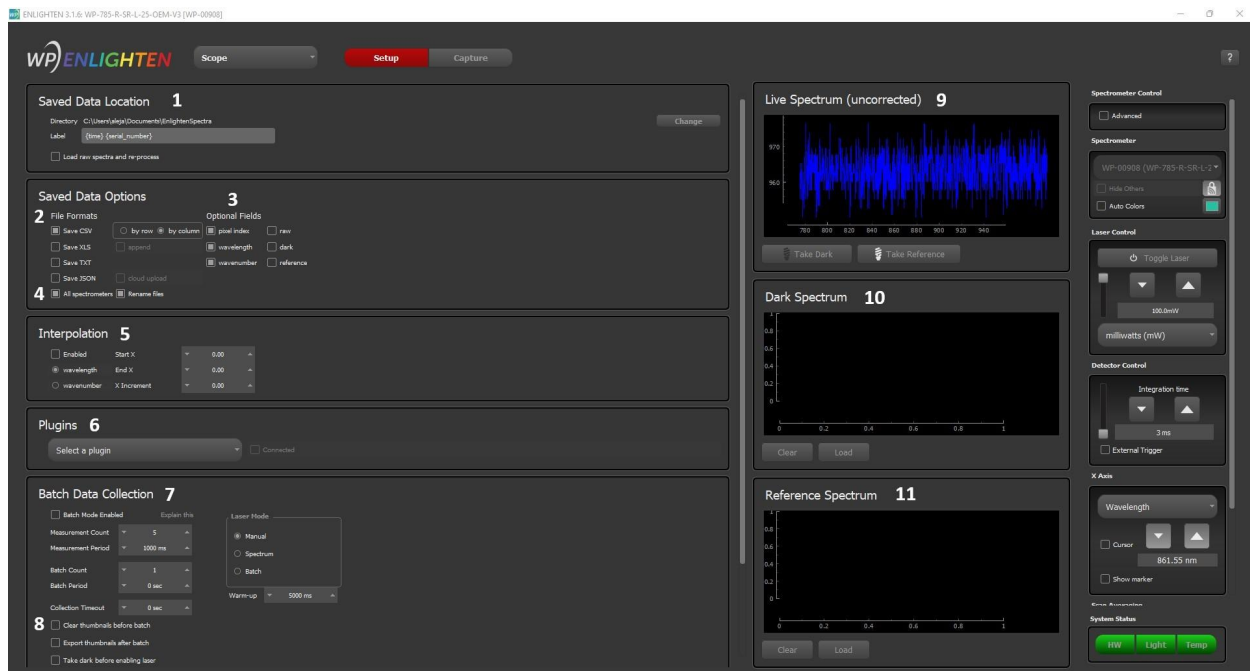 ENLIGHTEN 3.1.6: WP-785-R-SR-L-25-OEM-V3 [WP-00908]
WP ENLIGHTEN
Scope
Setup
Capture
?
Saved Data Location 1
Directory C:\Users\aleja\Documents\EnlightenSpectra
Change
Label {time} {serial_number}
Load raw spectra and re-process
Saved Data Options
3
2 File Formats Optional Fields
Save CSV by row by column pixel index raw
Save XLS append wavelength dark
Save TXT wavenumber reference
Save JSON cloud upload
4 All spectrometers Rename files
Interpolation 5
Enabled Start X 0.00
wavelength End X 0.00
wavenumber X Increment 0.00
Plugins 6
Select a plugin Connected
Batch Data Collection 7
Batch Mode Enabled Explain this
Measurement Count 5
Measurement Period 1000 ms
Batch Count 1
Batch Period 0 sec
Collection Timeout 0 sec
Laser Mode
Manual
Spectrum
Batch
Warm-up 5000 ms
8 Clear thumbnails before batch
Export thumbnails after batch
Take dark before enabling laser
Live Spectrum (uncorrected) 9
970
960
780 800 820 840 860 880 900 920 940
Take Dark Take Reference
Dark Spectrum 10
1
0.8
0.6
0.4
0.2
0
0 0.2 0.4 0.6 0.8 1
Clear Load
Reference Spectrum 11
1
0.8
0.6
0.4
0.2
0
0 0.2 0.4 0.6 0.8 1
Clear Load
Spectrometer Control
Advanced
Spectrometer
WP-00908 (WP-785-R-SR-L-2
Hide Others
Auto Colors
Laser Control
Toggle Laser
100.0mW
milliwatts (mW)
Detector Control
Integration time
3 ms
External Trigger
X Axis
Wavelength
Cursor
861.55 nm
Show marker
Scan Averaging
System Status
HW Light Temp